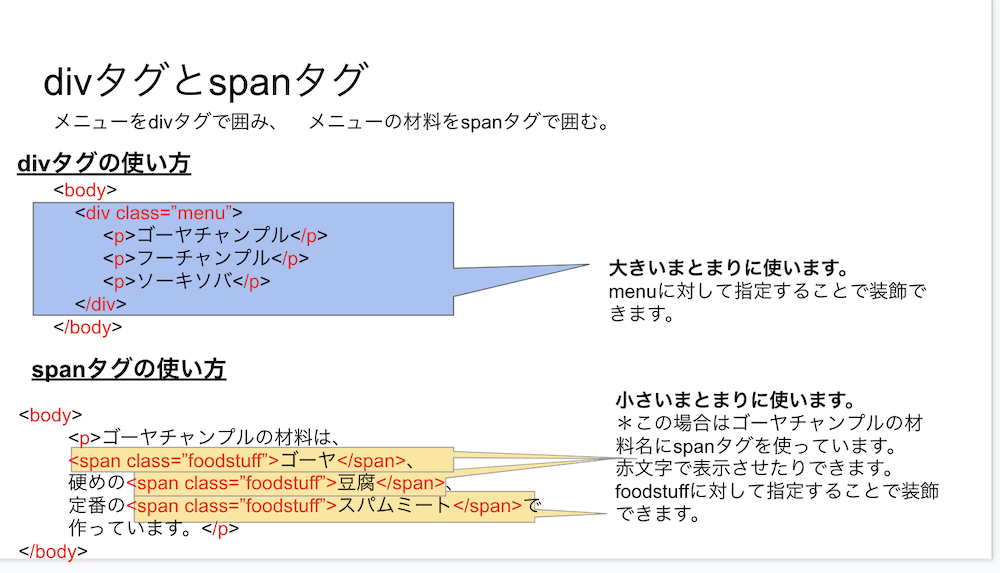 divタグとspanタグ
メニューをdivタグで囲み、　メニューの材料をspanタグで囲む。
divタグの使い方
<body>
<div class=”menu”>
<p>ゴーヤチャンプル</p>
<p>フーチャンプル</p>
<p>ソーキソバ</p>
</div>
</body>
大きいまとまりに使います。
menuに対して指定することで装飾で
きます。
spanタグの使い方
<body>
<p>ゴーヤチャンプルの材料は、
<span class=”foodstuff”>ゴーヤ</span>、
硬めの<span class=”foodstuff”>豆腐</span>、
定番の<span class=”foodstuff”>スパムミート</span>で
作っています。</p>
</body>
小さいまとまりに使います。
＊この場合はゴーヤチャンプルの材
料名にspanタグを使っています。
赤文字で表示させたりできます。
foodstuffに対して指定することで装飾
できます。